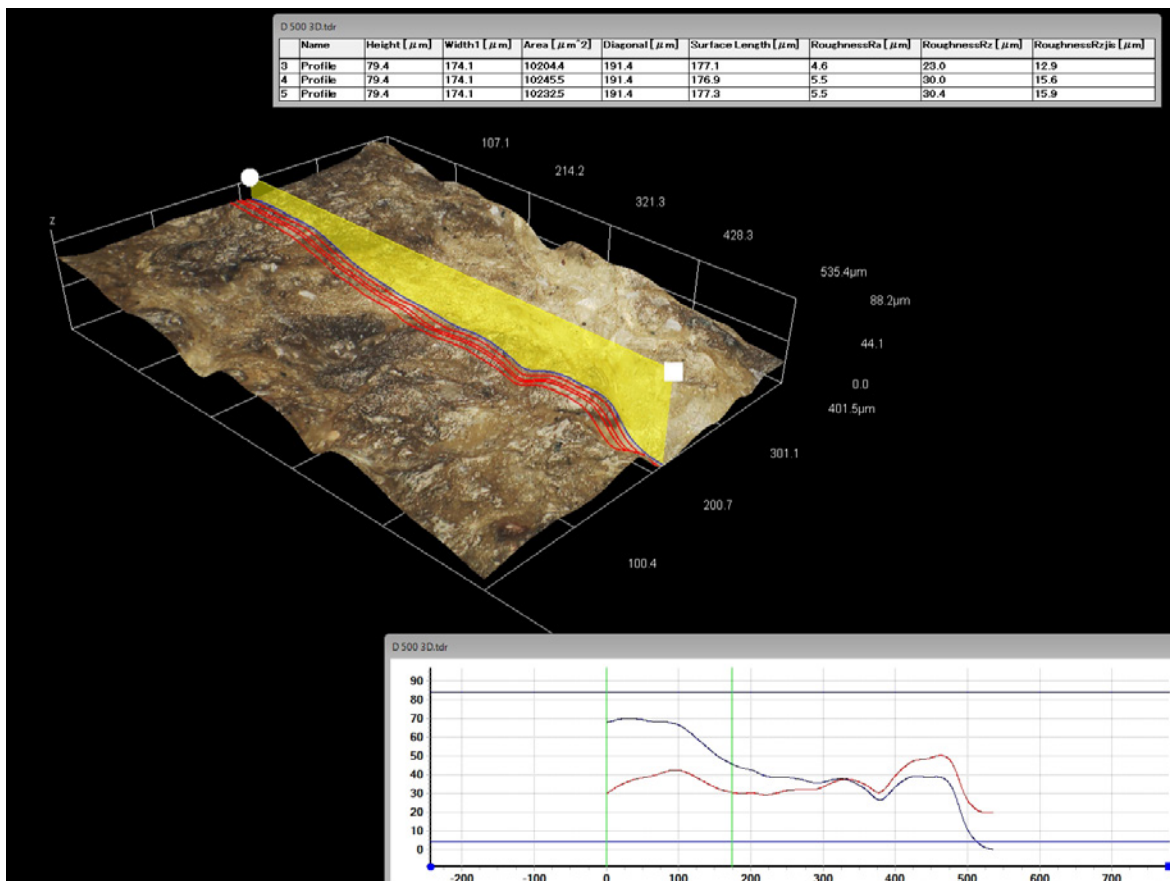 D 500 3D.tdr
Name Height [μm] Width1 [μm] Area [μm^2] Diagonal [μm] Surface Length [μm] RoughnessRa [μm] RoughnessRz [μm] RoughnessRzjis [μm]
3 Profile 79.4 174.1 10204.4 191.4 177.1 4.6 23.0 12.9
4 Profile 79.4 174.1 10245.5 191.4 176.9 5.5 30.0 15.6
5 Profile 79.4 174.1 10232.5 191.4 177.3 5.5 30.4 15.9
107.1
214.2
321.3
z
428.3
535.4μm
88.2μm
44.1
0.0
401.5μm
301.1
200.7
100.4
D 500 3D.tdr
90
80
70
60
50
40
30
20
10
0
-200 -100 0 100 200 300 400 500 600 700